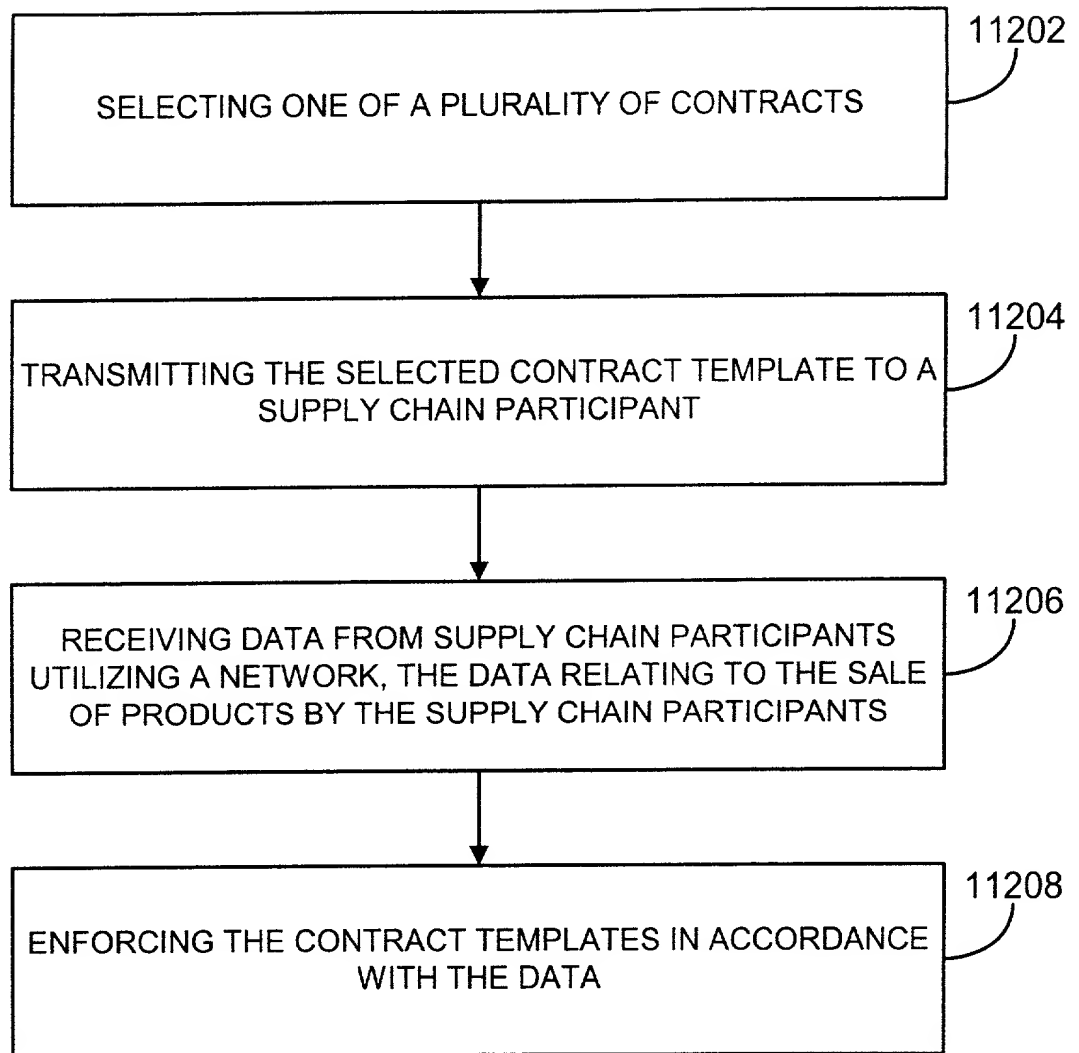 11202
SELECTING ONE OF A PLURALITY OF CONTRACTS
11204
TRANSMITTING THE SELECTED CONTRACT TEMPLATE TO A
SUPPLY CHAIN PARTICIPANT
11206
RECEIVING DATA FROM SUPPLY CHAIN PARTICIPANTS
UTILIZING A NETWORK, THE DATA RELATING TO THE SALE
OF PRODUCTS BY THE SUPPLY CHAIN PARTICIPANTS
11208
ENFORCING THE CONTRACT TEMPLATES IN ACCORDANCE
WITH THE DATA